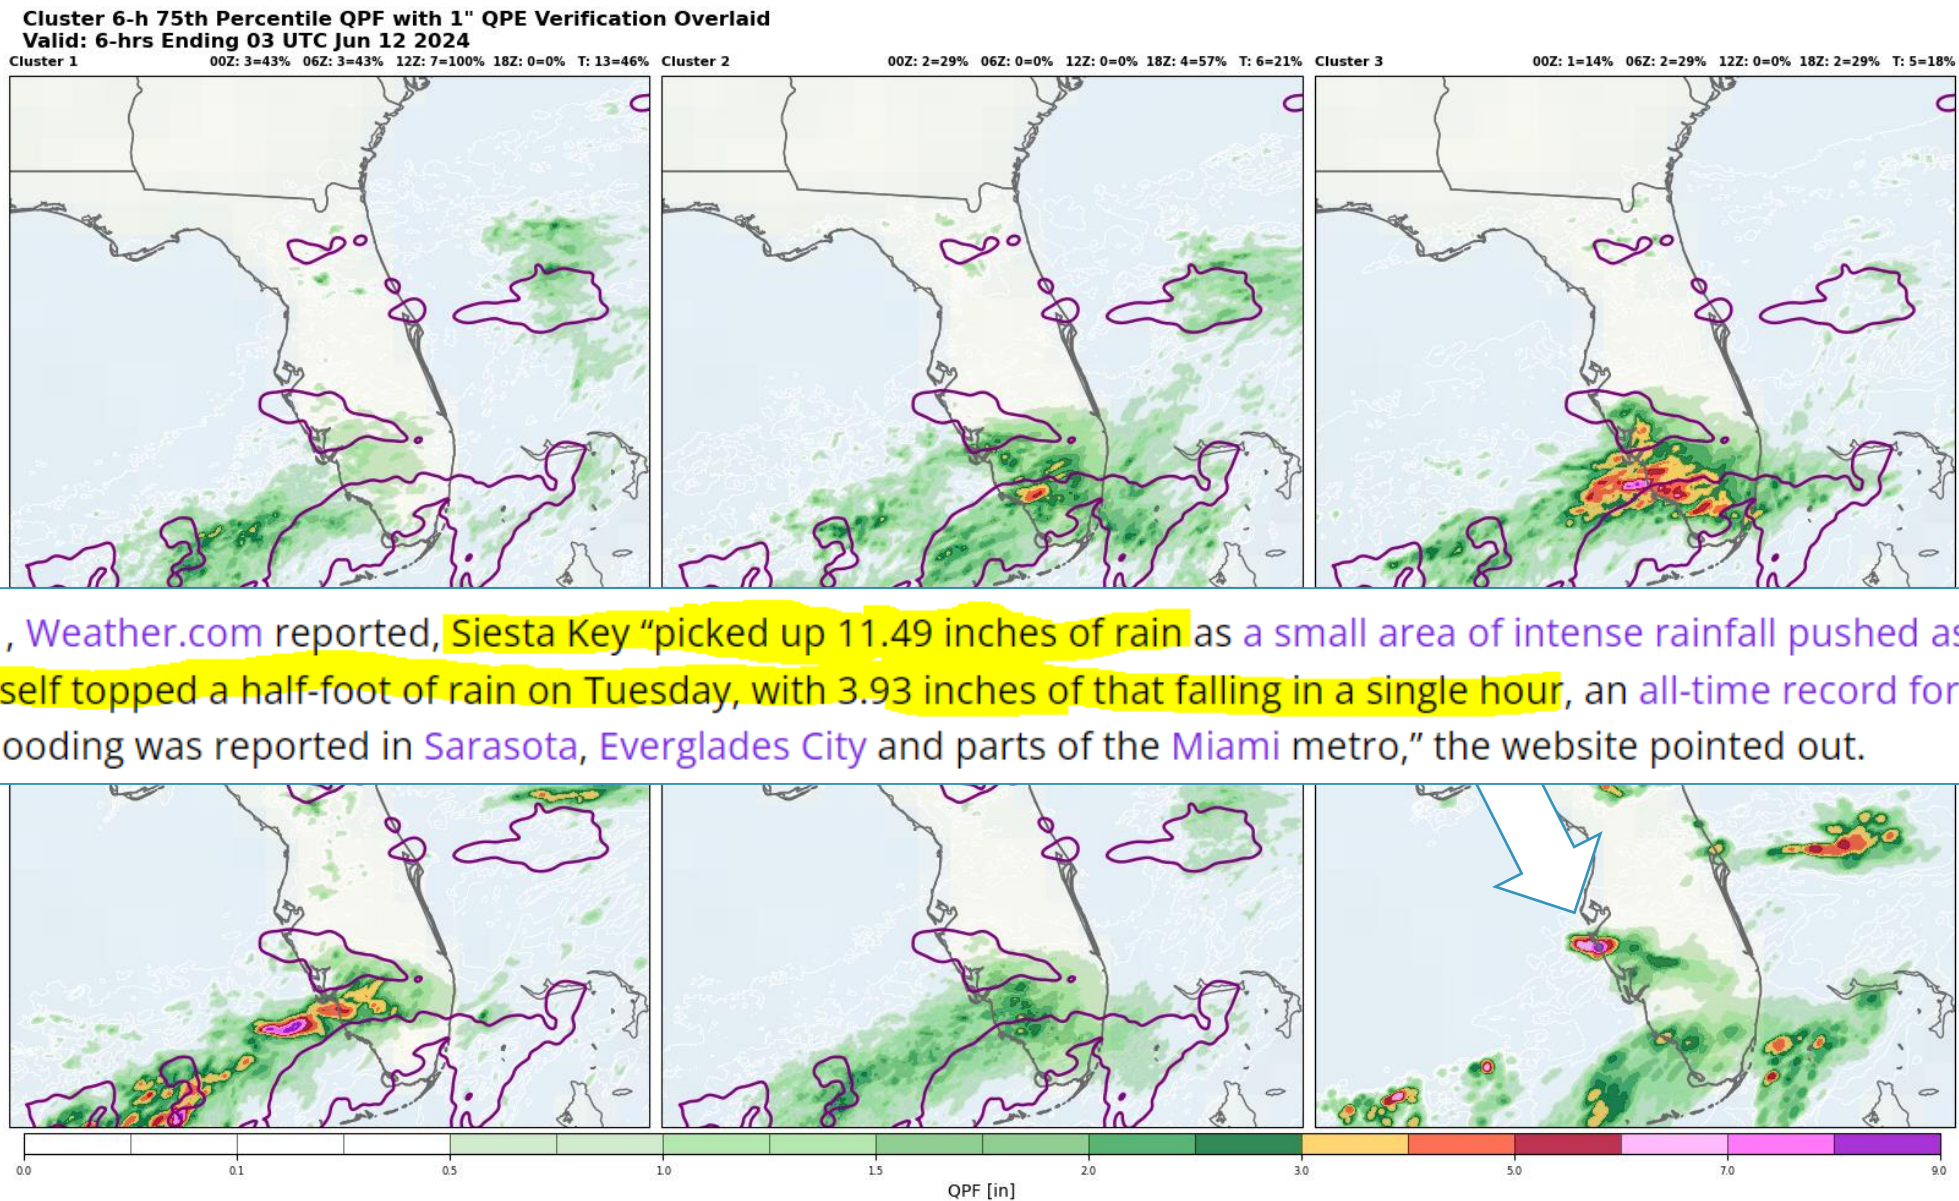 Cluster 6-h 75th Percentile QPF with 1" QPE Verification Overlaid
Valid: 6-hrs Ending 03 UTC Jun 12 2024
Cluster 1 00Z: 3=43% 06Z: 3=43% 12Z: 7=100% 18Z: 0=0% T: 13=46%
Cluster 2 00Z: 2=29% 06Z: 0=0% 12Z: 0=0% 18Z: 4=57% T: 6=21%
Cluster 3 00Z: 1=14% 06Z: 2=29% 12Z: 0=0% 18Z: 2=29% T: 5=18%
, Weather.com reported, Siesta Key “picked up 11.49 inches of rain as a small area of intense rainfall pushed as
self topped a half-foot of rain on Tuesday, with 3.93 inches of that falling in a single hour, an all-time record for
ooding was reported in Sarasota, Everglades City and parts of the Miami metro,” the website pointed out.
0.0 0.1 0.5 1.0 1.5 2.0 3.0 5.0 7.0 9.0
QPF [in]